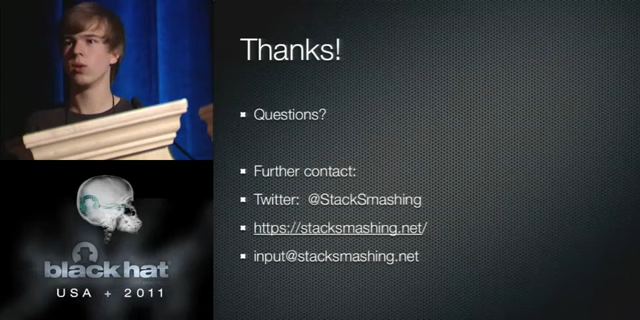 Thanks!
Questions?
Further contact:
Twitter: @StackSmashing
https://stacksmashing.net/
input@stacksmashing.net
black hat
USA + 2011